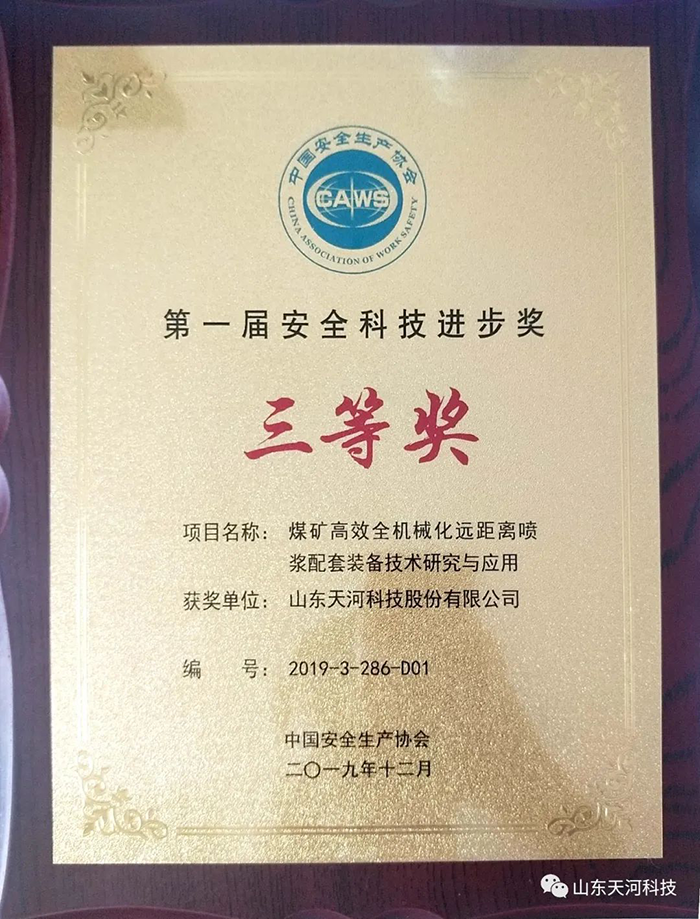 中国安全生产协会
CAWS
CHINA ASSOCIATION OF WORK SAFETY
第一届安全科技进步奖
三等奖
项目名称： 煤矿高效全机械化远距离喷
浆配套装备技术研究与应用
获奖单位： 山东天河科技股份有限公司
编 号： 2019-3-286-D01
中国安全生产协会
二〇一九年十二月
山东天河科技